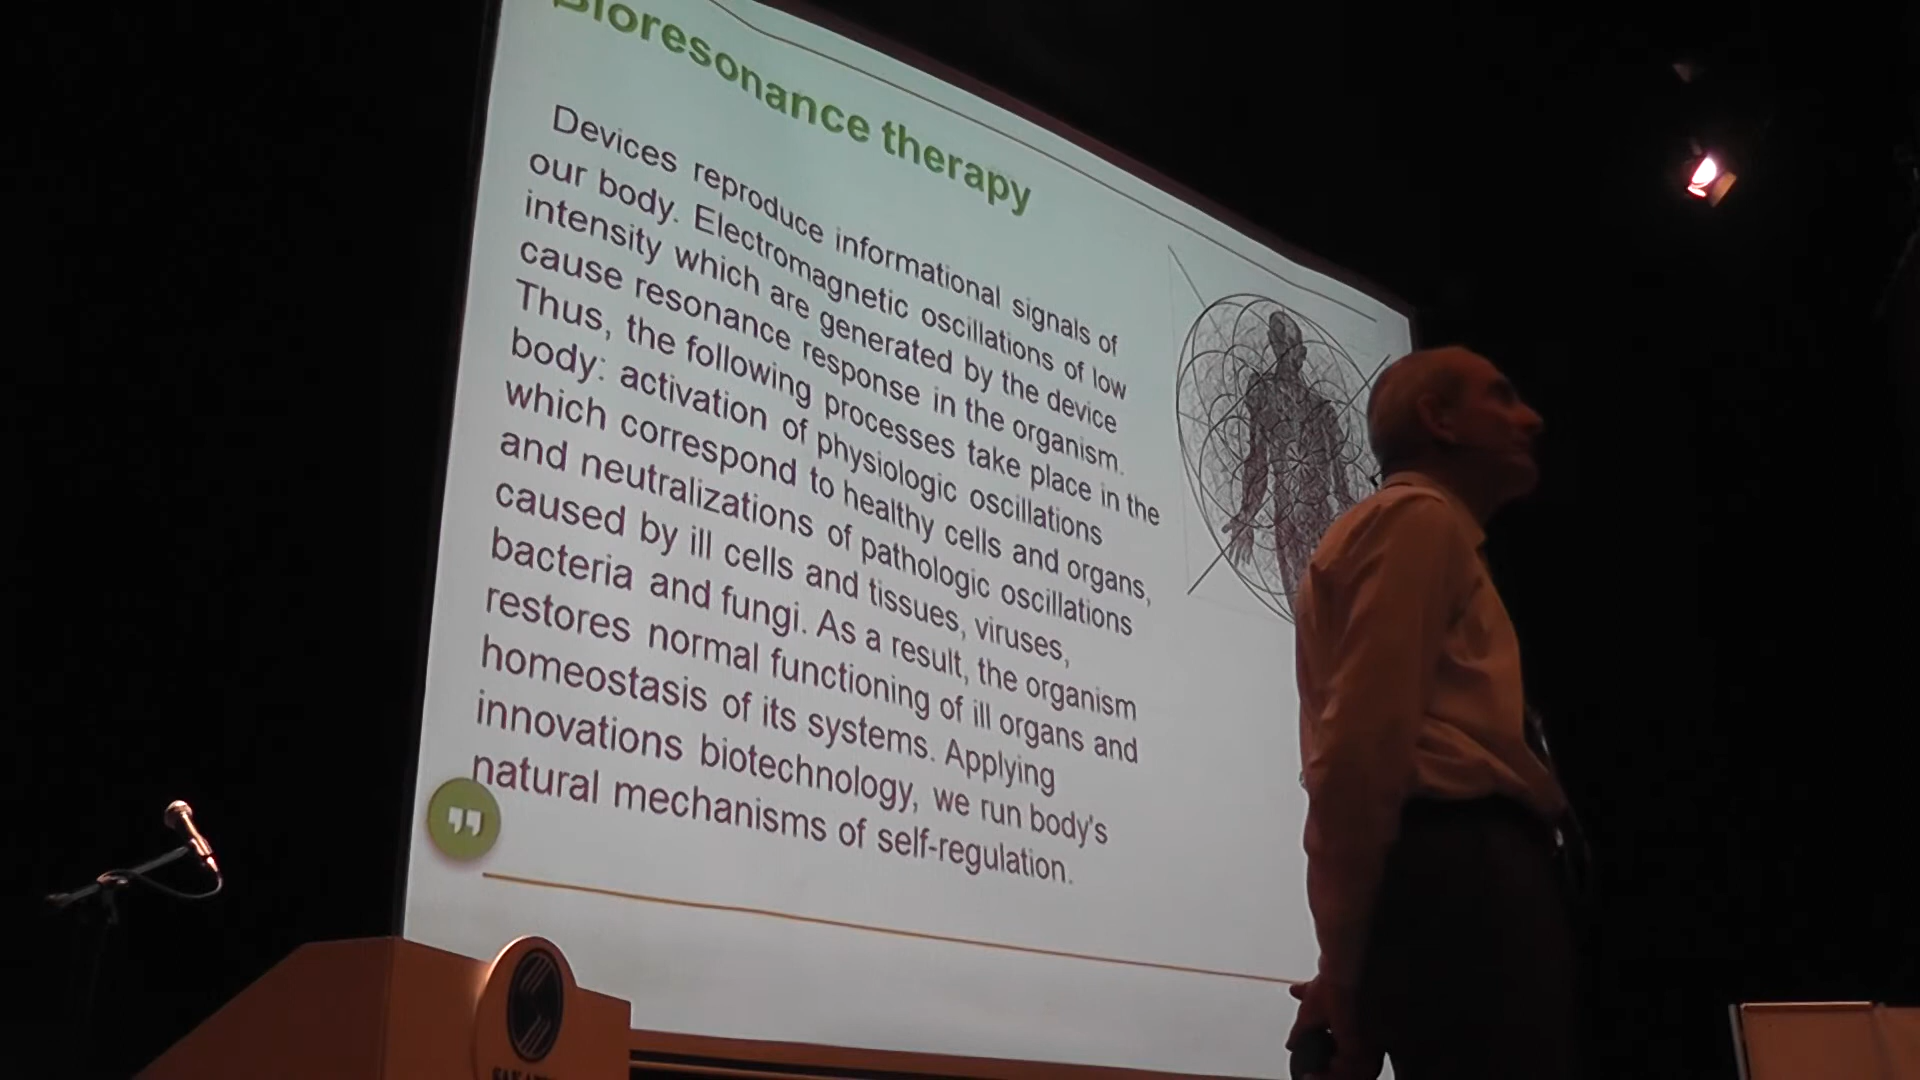 Bioresonance therapy
Devices reproduce informational signals of
our body. Electromagnetic oscillations of low
intensity which are generated by the device
cause resonance response in the organism.
Thus, the following processes take place in the
body: activation of physiologic oscillations
which correspond to healthy cells and organs,
and neutralizations of pathologic oscillations
caused by ill cells and tissues, viruses,
bacteria and fungi. As a result, the organism
restores normal functioning of ill organs and
homeostasis of its systems. Applying
innovations biotechnology, we run body's
natural mechanisms of self-regulation.